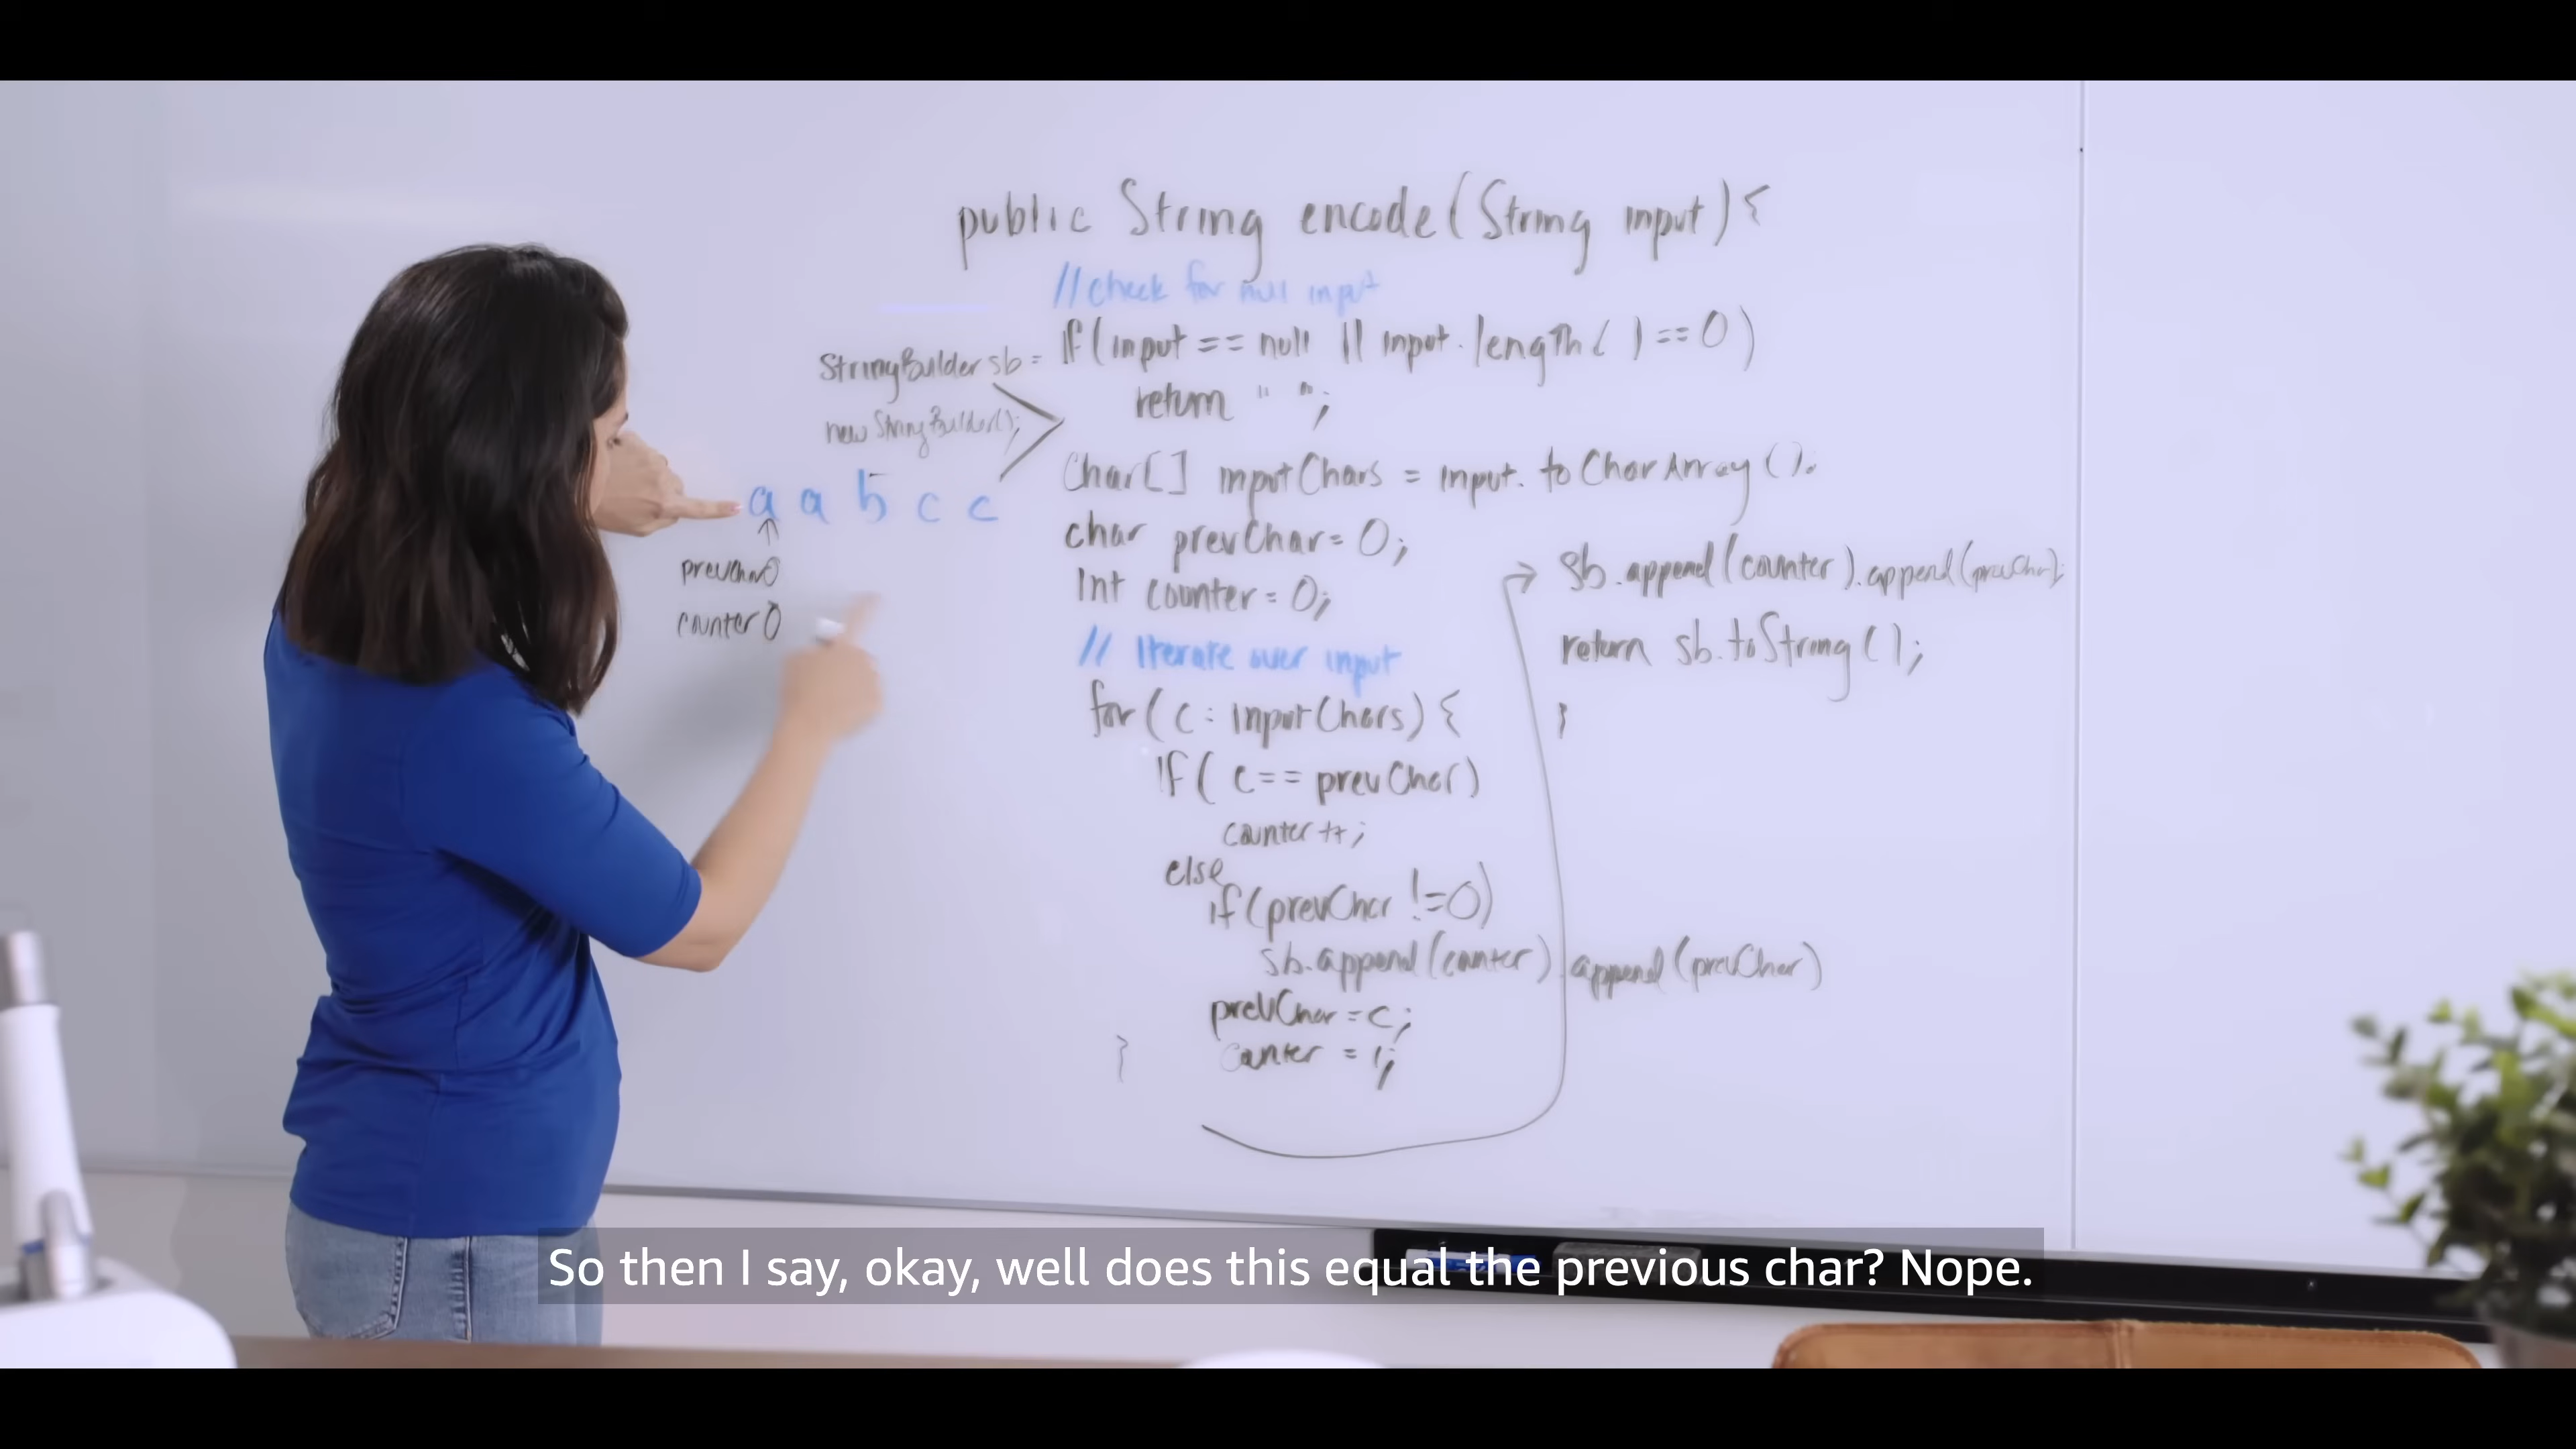 public String encode(String input){
//check for null input
if(input == null || input.length( )==0)
return " ";
StringBuilder sb =
new StringBuilder();
Char[] inputChars = input.toCharArray().
char prevChar= 0;
int counter = 0;
// Iterate over input
for( c: inputChars) {
if( c== prevChar)
counter++;
else
if(prevChar !=0)
sb.append(counter).append(prevChar)
prevChar = c;
counter = 1;
}
sb.append(counter).append(prevChar);
return sb.toString( );
}
a a b c c
↑
prevChar0
counter 0
So then I say, okay, well does this equal the previous char? Nope.